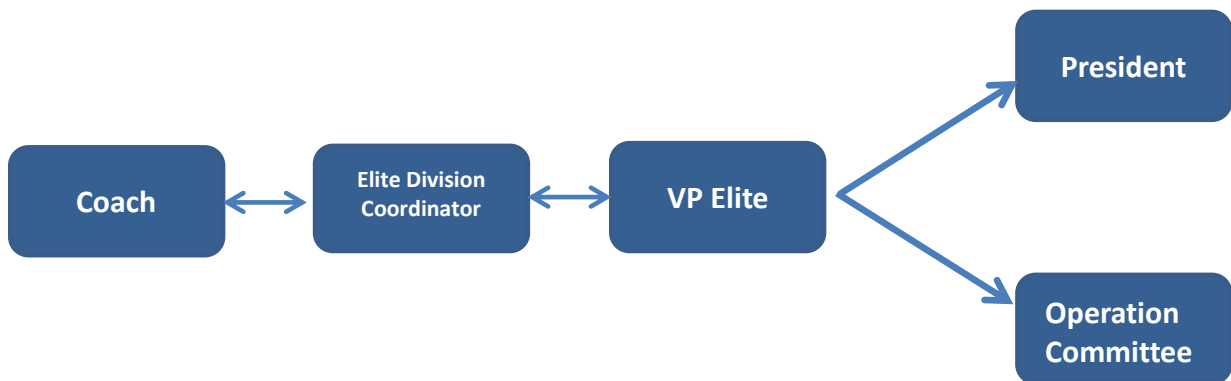 Coach
Elite Division
Coordinator
VP Elite
President
Operation
Committee